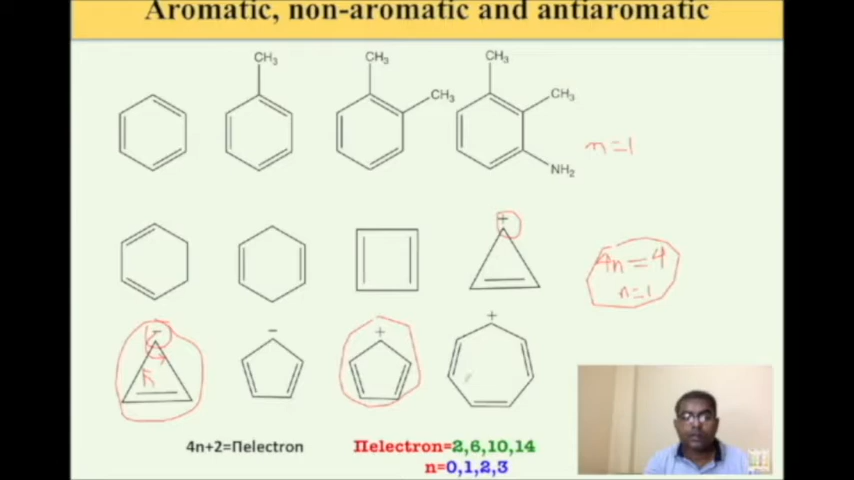 Aromatic, non-aromatic and antiaromatic
CH3
CH3
CH3
CH3
CH3
NH2
n=1
+
4n=4
n=1
−
−
+
+
4n+2=Πelectron
Πelectron=2,6,10,14
n=0,1,2,3